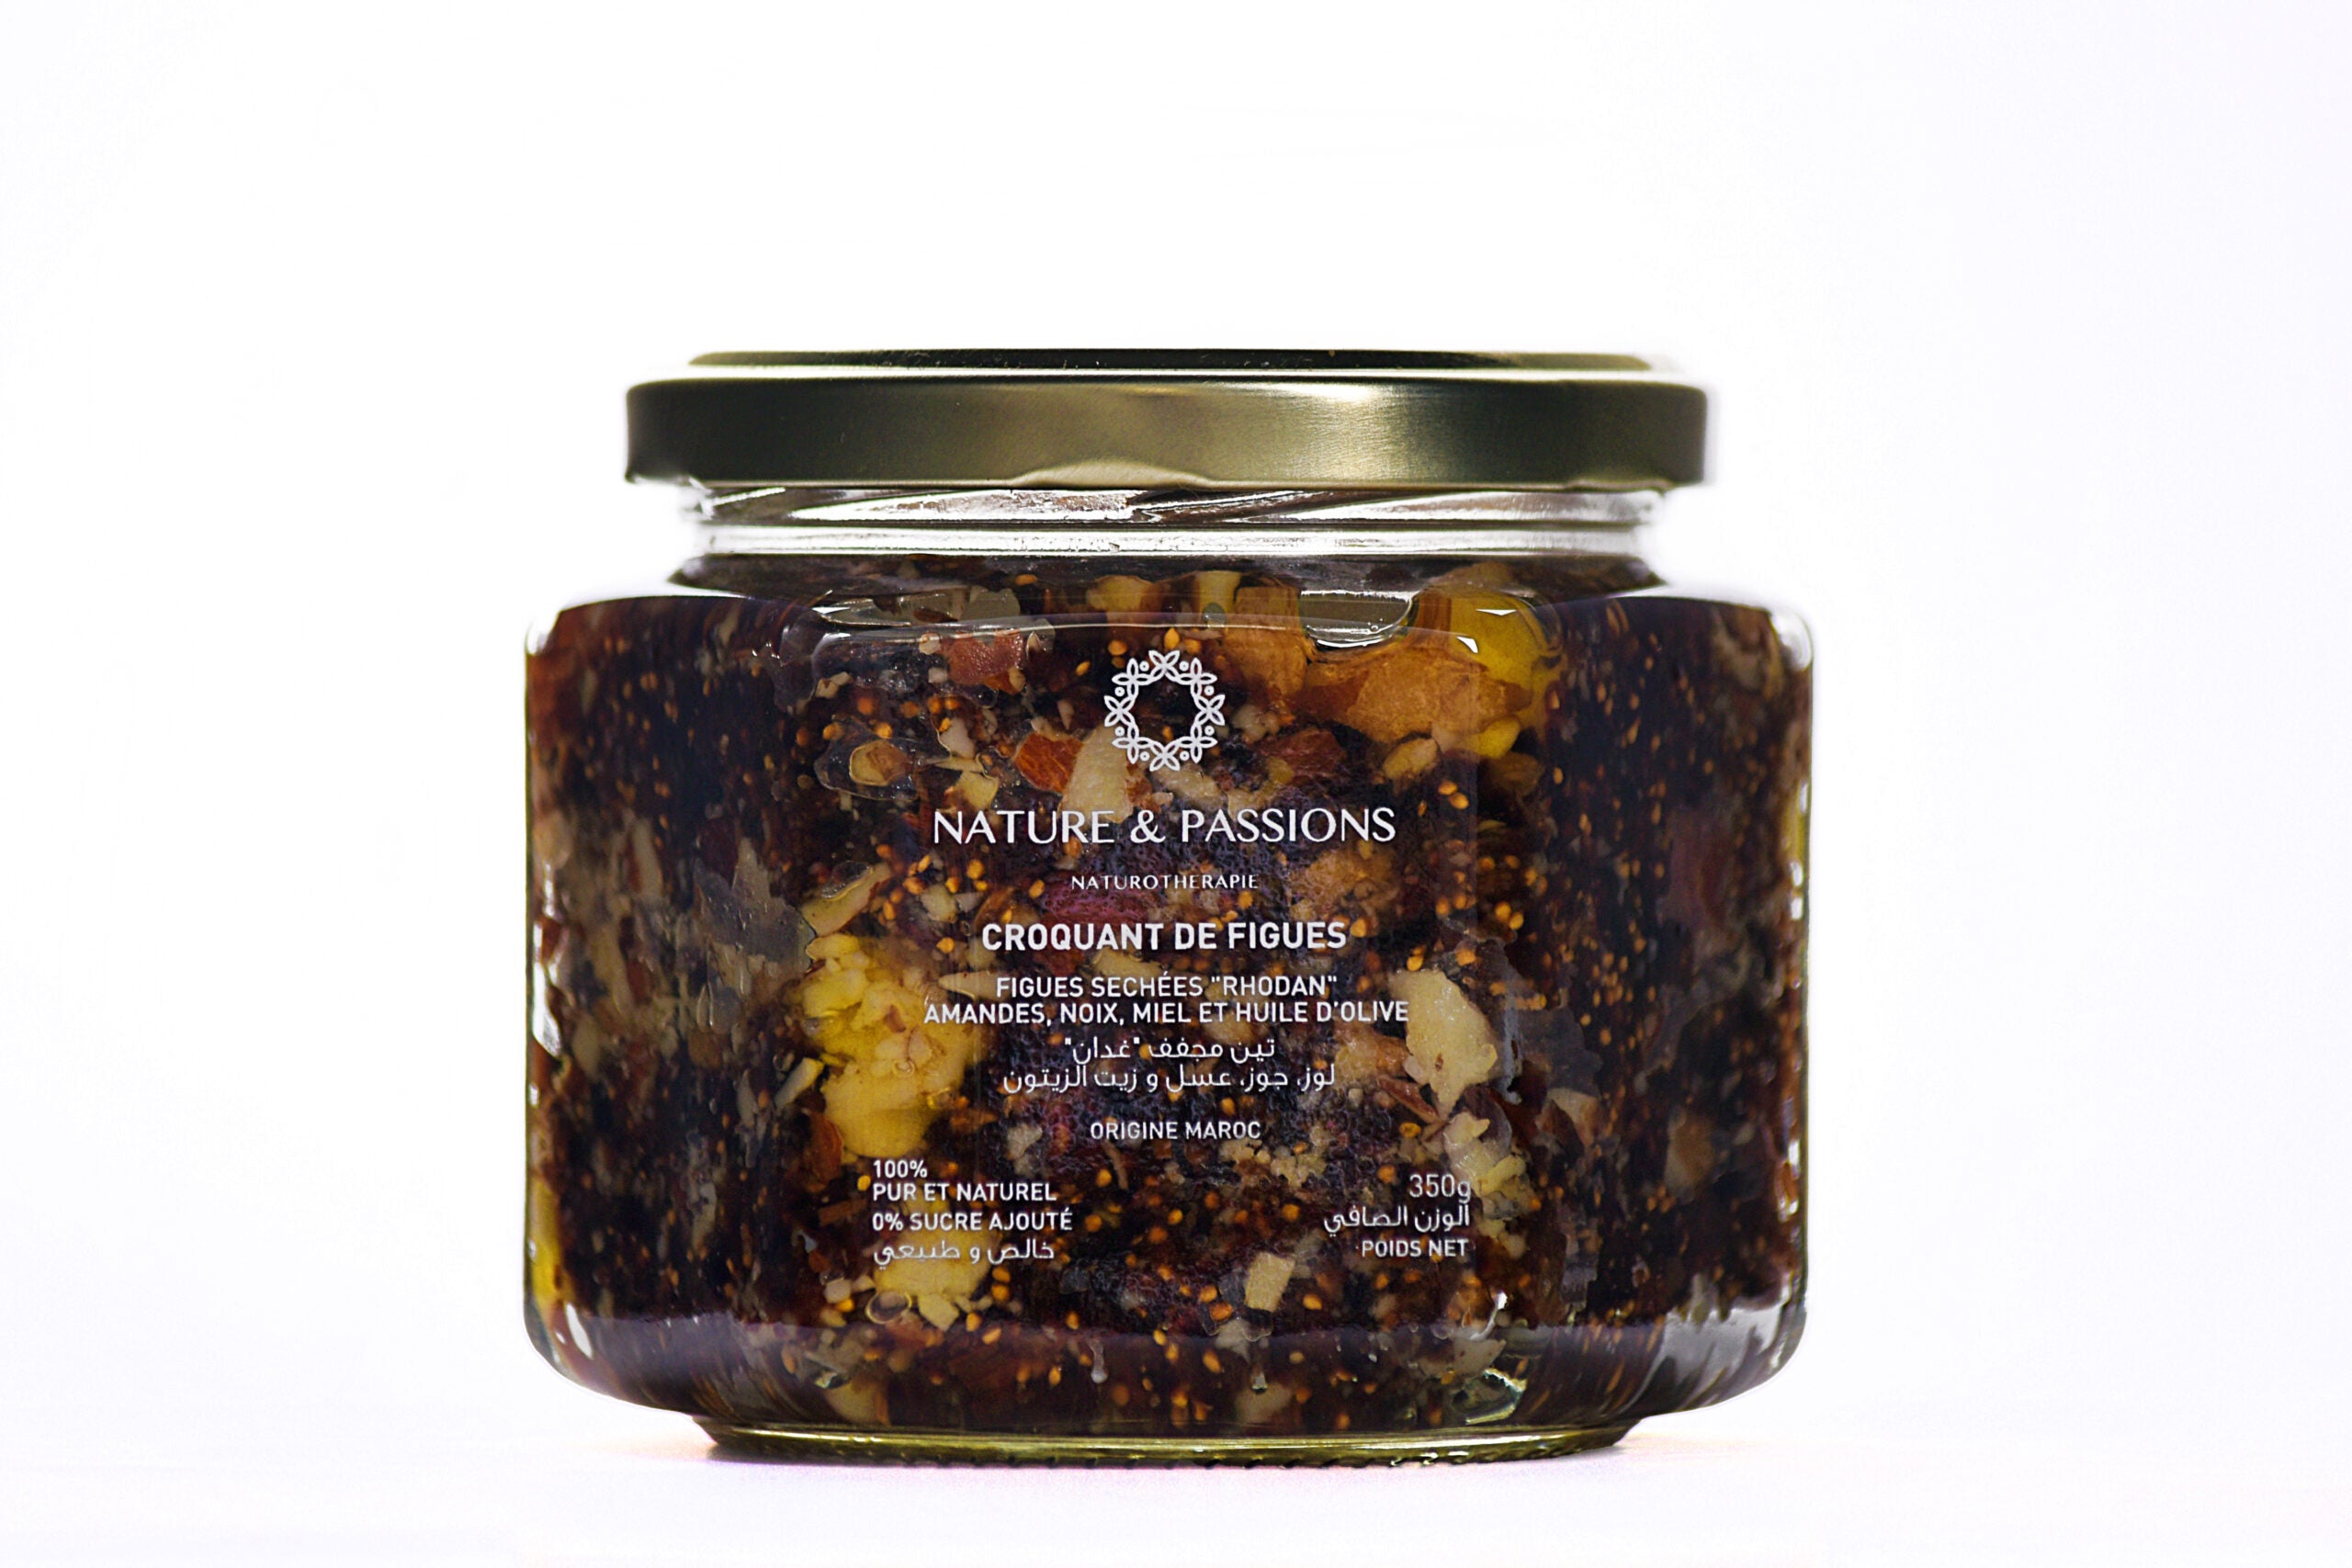 NATURE & PASSIONS
NATUROTHERAPIE
CROQUANT DE FIGUES
FIGUES SECHÉES "RHODAN"
AMANDES, NOIX, MIEL ET HUILE D'OLIVE
تين مجفف "غدان"
لوز، جوز، عسل و زيت الزيتون
ORIGINE MAROC
100%
PUR ET NATUREL
0% SUCRE AJOUTÉ
خالص و طبيعي
350g
الوزن الصافي
POIDS NET